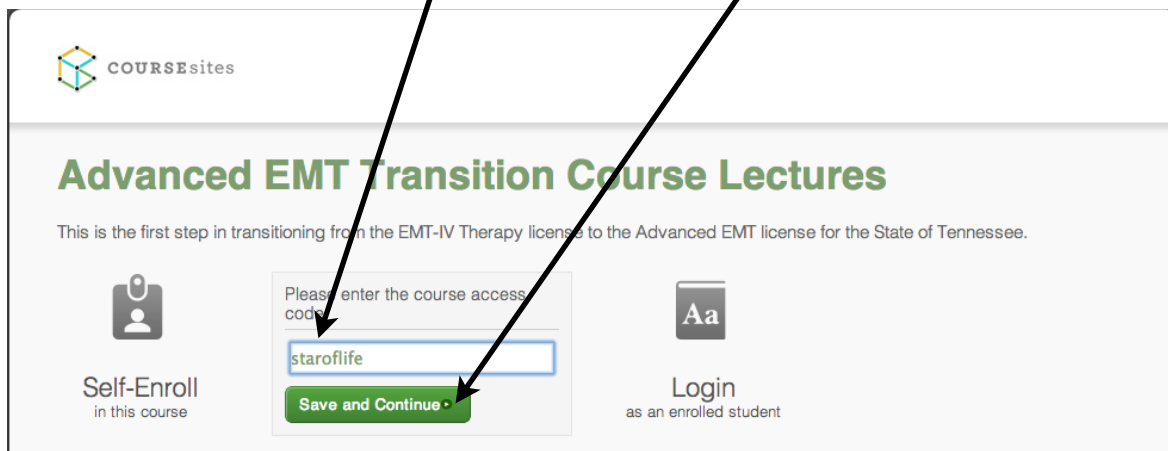 COURSEsites
Advanced EMT Transition Course Lectures
This is the first step in transitioning from the EMT-IV Therapy license to the Advanced EMT license for the State of Tennessee.
Please enter the course access
code
staroflife
Save and Continue
Self-Enroll
in this course
Aa
Login
as an enrolled student